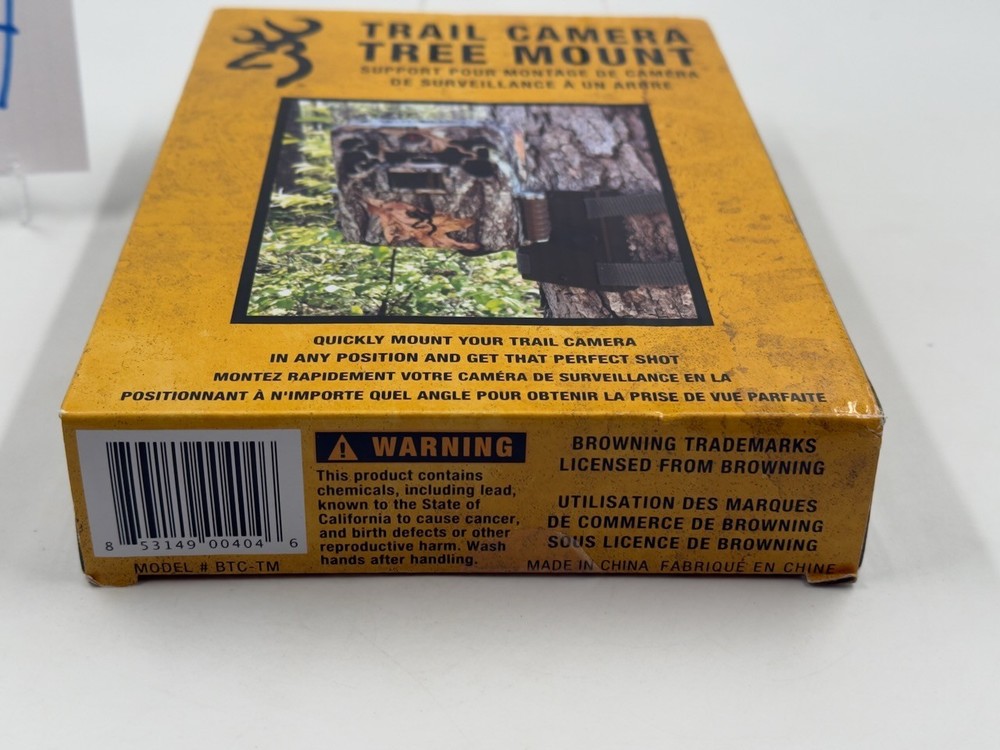 TRAIL CAMERA
TREE MOUNT
SUPPORT POUR MONTAGE DE CAMÉRA
DE SURVEILLANCE À UN ARBRE
QUICKLY MOUNT YOUR TRAIL CAMERA
IN ANY POSITION AND GET THAT PERFECT SHOT
MONTEZ RAPIDEMENT VOTRE CAMÉRA DE SURVEILLANCE EN LA
POSITIONNANT À N'IMPORTE QUEL ANGLE POUR OBTENIR LA PRISE DE VUE PARFAITE
8 53149 00404 6
MODEL # BTC-TM
WARNING
This product contains
chemicals, including lead,
known to the State of
California to cause cancer,
and birth defects or other
reproductive harm. Wash
hands after handling.
BROWNING TRADEMARKS
LICENSED FROM BROWNING
UTILISATION DES MARQUES
DE COMMERCE DE BROWNING
SOUS LICENCE DE BROWNING
MADE IN CHINA FABRIQUÉ EN CHINE